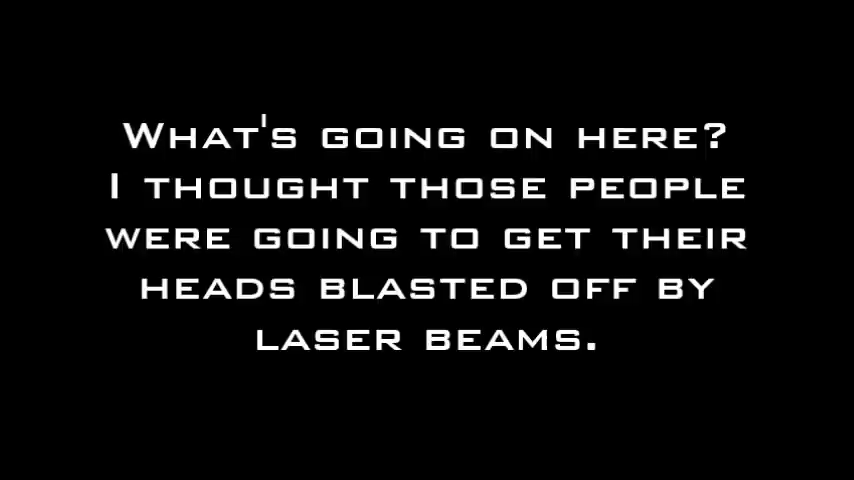 What's going on here?
I thought those people
were going to get their
heads blasted off by
laser beams.